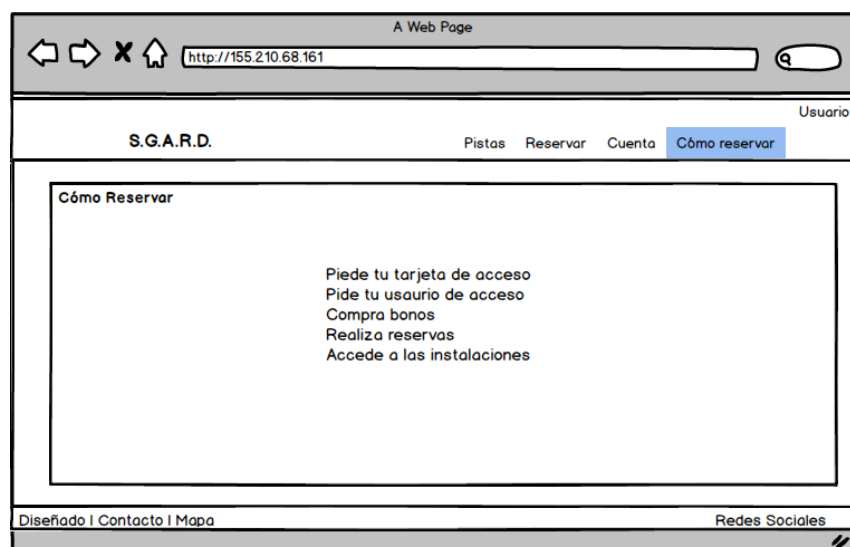 A Web Page
http://155.210.68.161
Usuario
S.G.A.R.D. Pistas Reservar Cuenta Cómo reservar
Cómo Reservar
Piede tu tarjeta de acceso
Pide tu usaurio de acceso
Compra bonos
Realiza reservas
Accede a las instalaciones
Diseñado | Contacto | Mapa Redes Sociales